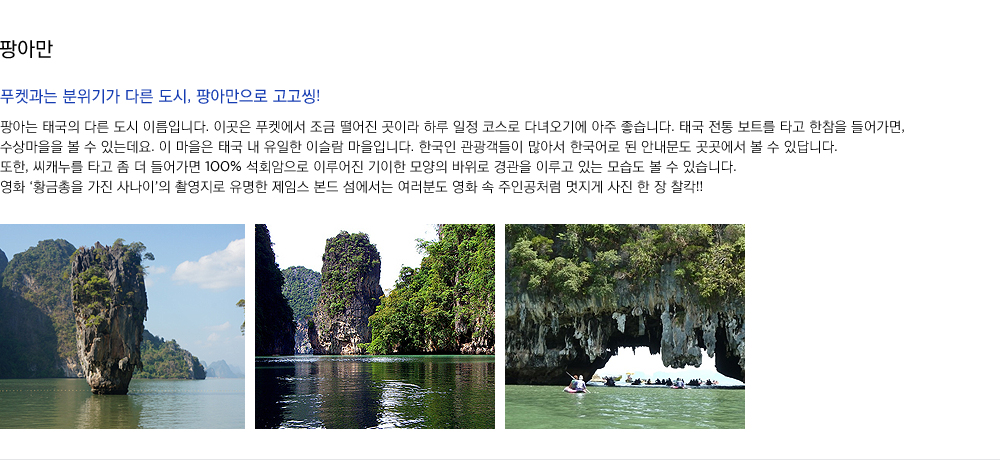 팡아만
푸켓과는 분위기가 다른 도시, 팡아만으로 고고씽!
팡아는 태국의 다른 도시 이름입니다. 이곳은 푸켓에서 조금 떨어진 곳이라 하루 일정 코스로 다녀오기에 아주 좋습니다. 태국 전통 보트를 타고 한참을 들어가면,
수상마을을 볼 수 있는데요. 이 마을은 태국 내 유일한 이슬람 마을입니다. 한국인 관광객들이 많아서 한국어로 된 안내문도 곳곳에서 볼 수 있답니다.
또한, 씨캐누를 타고 좀 더 들어가면 100% 석회암으로 이루어진 기이한 모양의 바위로 경관을 이루고 있는 모습도 볼 수 있습니다.
영화 '황금총을 가진 사나이'의 촬영지로 유명한 제임스 본드 섬에서는 여러분도 영화 속 주인공처럼 멋지게 사진 한 장 찰칵!!